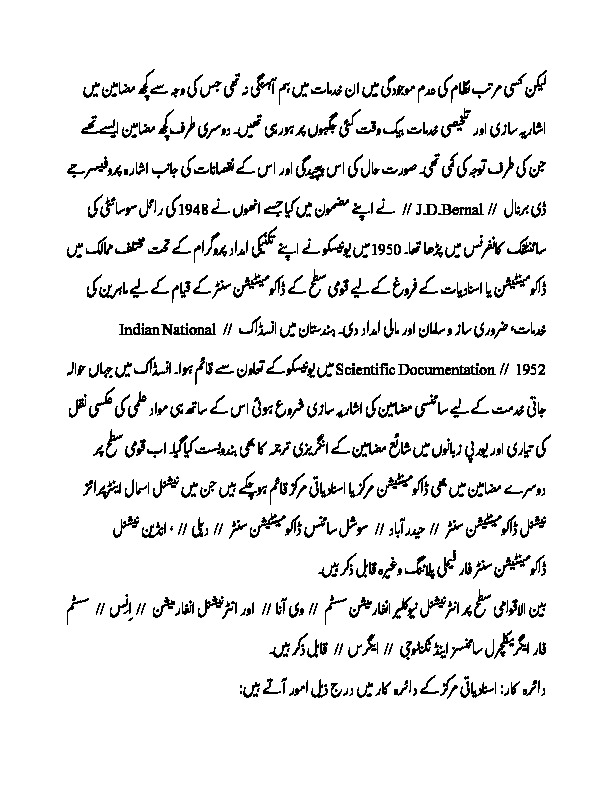 لیکن کسی مرتب نظام کی عدم موجودگی میں ان خدمات میں ہم آہنگی نہ تھی جس کی وجہ سے کچھ مضامین میں
اشاریہ سازی اور تلخیصی خدمات بیک وقت کئی جگہوں پر ہو رہی تھیں۔ دوسری طرف کچھ مضامین ایسے تھے
جن کی طرف توجہ کی کمی تھی۔ صورت حال کی اس پیچیدگی اور اس کے نقصانات کی جانب اشارہ پروفیسر جے
ڈی برنال // J.D.Bernal // نے اپنے مضمون میں کیا جسے انھوں نے 1948 کی رائل سوسائٹی کی
سائنٹفک کانفرنس میں پڑھا تھا۔ 1950 میں یونیسکو نے اپنے تکنیکی امداد پروگرام کے تحت مختلف ممالک میں
ڈاکومینٹیشن یا اسنادیات کے فروغ کے لیے قومی سطح کے ڈاکومینٹیشن سنٹر کے قیام کے لیے ماہرین کی
خدمات، ضروری ساز و سامان اور مالی امداد دی۔ ہندستان میں انسڈاک // Indian National
Scientific Documentation // 1952 میں یونیسکو کے تعاون سے قائم ہوا۔ انسڈاک میں جہاں حوالہ
جاتی خدمت کے لیے سائنسی مضامین کی اشاریہ سازی شروع ہوئی اس کے ساتھ ہی مواد علمی کی عکسی نقل
کی تیاری اور یورپی زبانوں میں شائع مضامین کے انگریزی ترجمہ کا بھی بندوبست کیا گیا۔ اب قومی سطح پر
دوسرے مضامین میں بھی ڈاکومینٹیشن مرکز یا اسنادیاتی مرکز قائم ہوچکے ہیں جن میں نیشنل اسمال اینٹرپرائز
نیشنل ڈاکومینٹیشن سنٹر // حیدرآباد // سوشل سائنس ڈاکومینٹیشن سنٹر // دہلی // ، انڈین نیشنل
ڈاکومینٹیشن سنٹر فار فیملی پلاننگ وغیرہ قابل ذکر ہیں۔
بین الاقوامی سطح پر انٹرنیشنل نیوکلیر انفارمیشن سسٹم // وی آنا // اور انٹرنیشنل انفارمیشن // اِنِس // سسٹم
فار ایگریکلچرل سائنسز اینڈ ٹکنولوجی // ایگرس // قابل ذکر ہیں۔
دائرہ کار: اسنادیاتی مرکز کے دائرہ کار میں درج ذیل امور آتے ہیں: